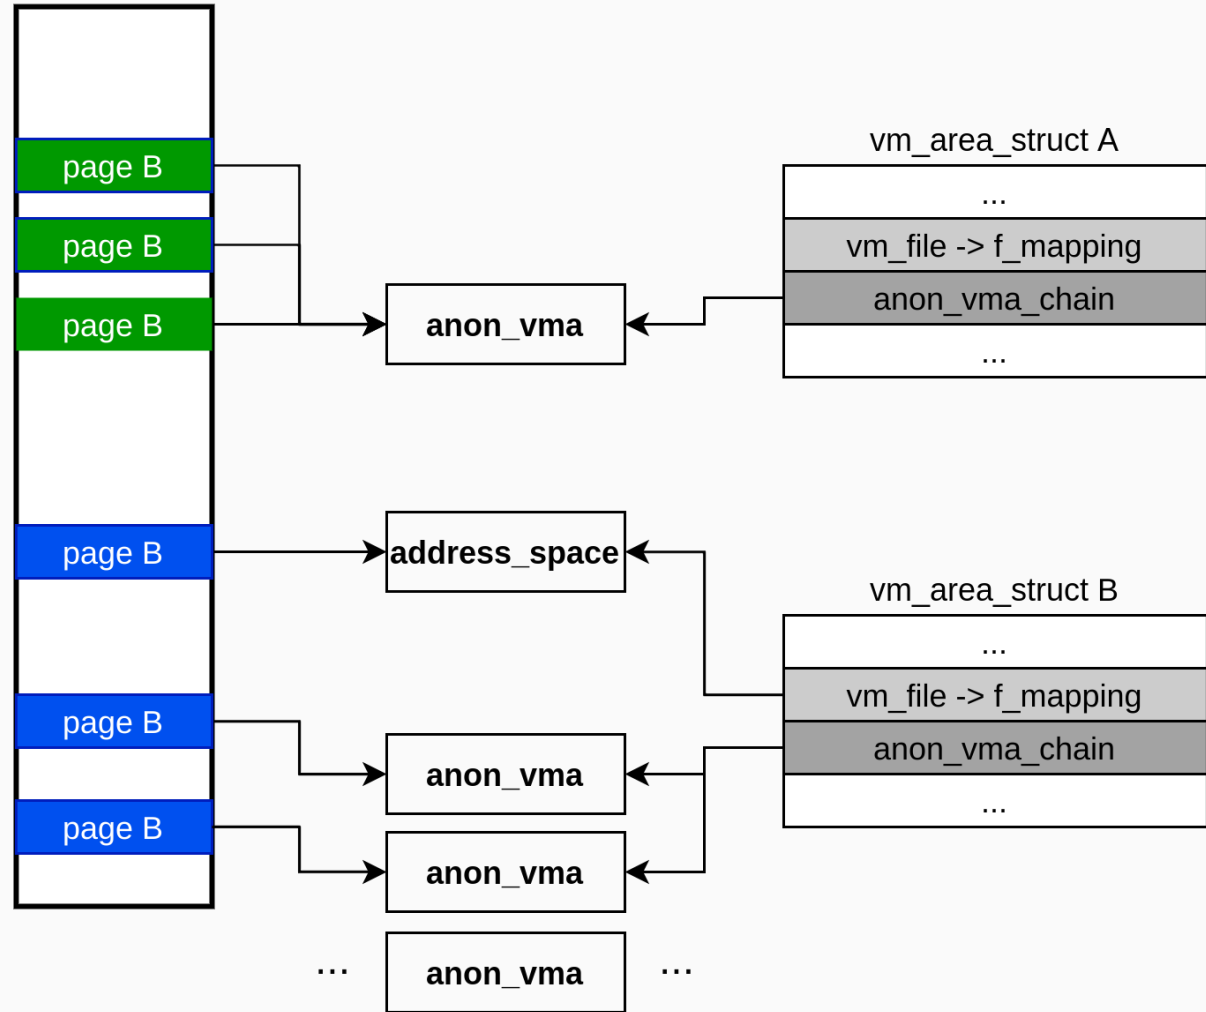 page B
page B
page B
page B
page B
page B
anon_vma
address_space
anon_vma
anon_vma
... anon_vma ...
vm_area_struct A
...
vm_file -> f_mapping
anon_vma_chain
...
vm_area_struct B
...
vm_file -> f_mapping
anon_vma_chain
...